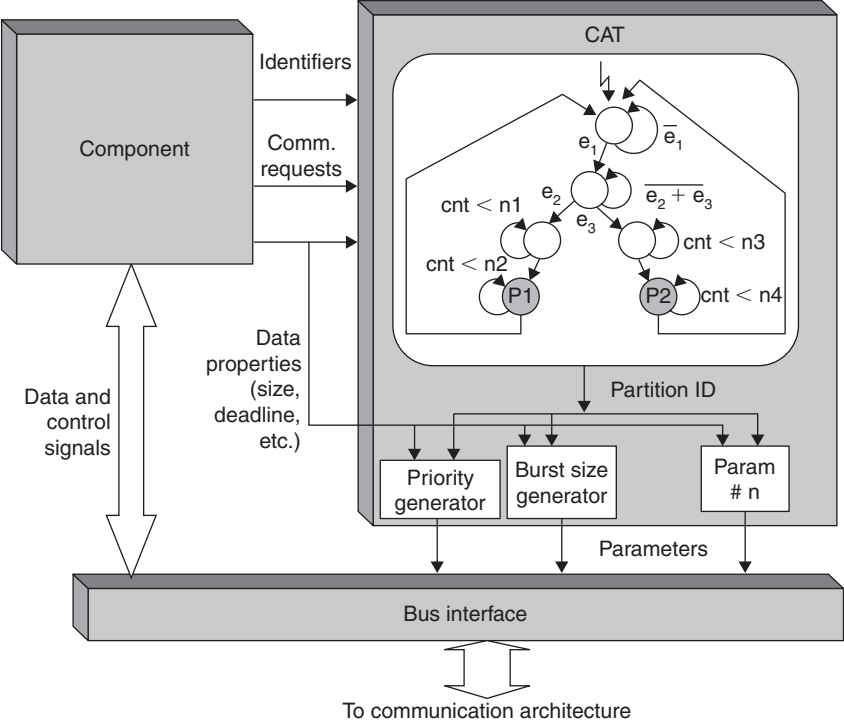 CAT
Identifiers
Component
Comm.
requests
e1
e̅1
e2
e3
e̅2 + e3̅
cnt < n1
cnt < n3
cnt < n2
P1
P2
cnt < n4
Data
properties
(size,
deadline,
etc.)
Partition ID
Data and
control
signals
Priority
generator
Burst size
generator
Param
# n
Parameters
Bus interface
To communication architecture